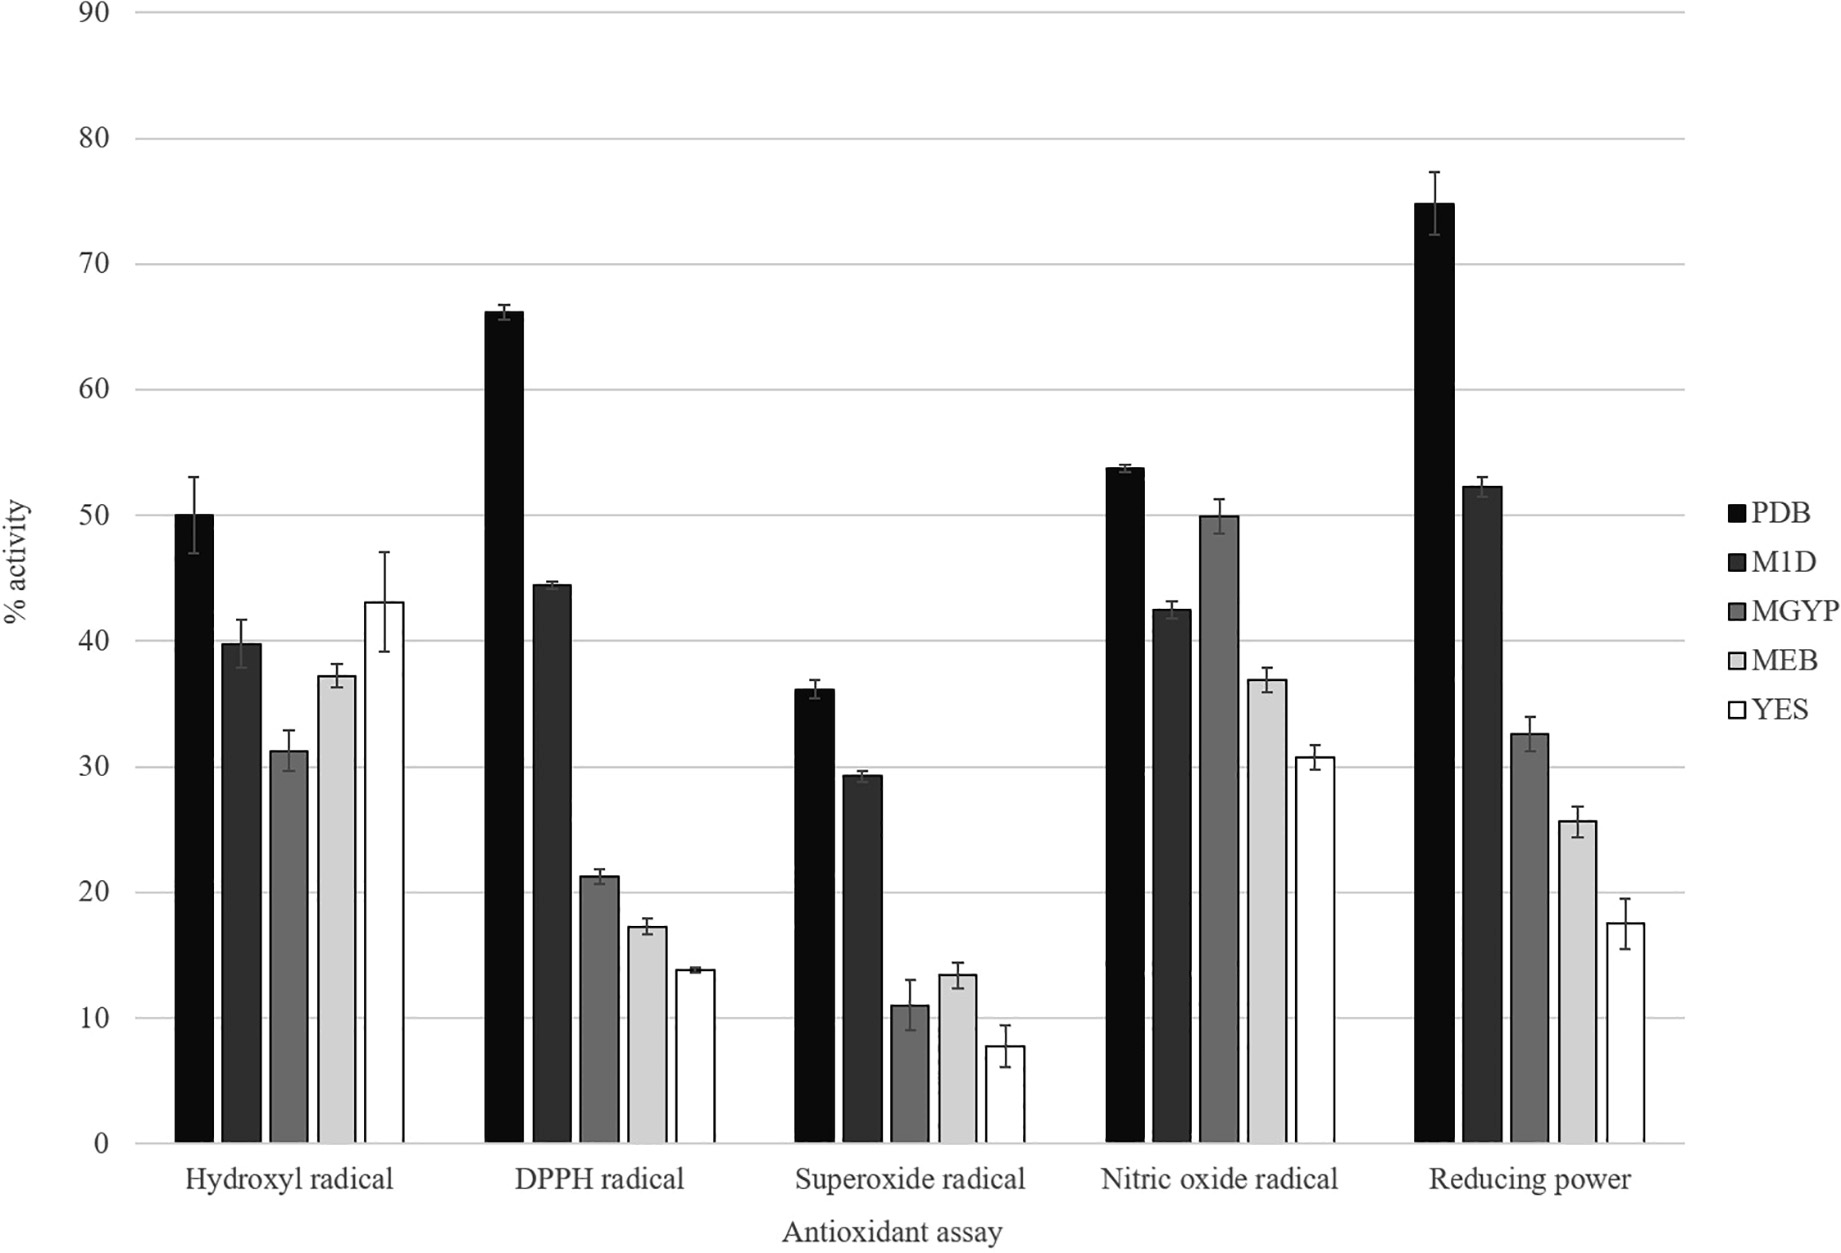 90
80
70
60
50
40
30
20
10
0
% activity
Hydroxyl radical
DPPH radical
Superoxide radical
Nitric oxide radical
Reducing power
Antioxidant assay
PDB
M1D
MGYP
MEB
YES